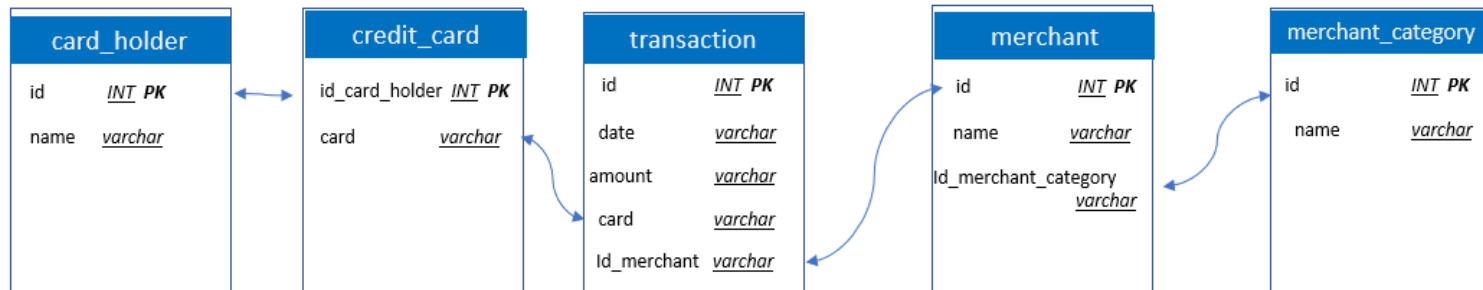 card_holder
id INT PK
name varchar
credit_card
id_card_holder INT PK
card varchar
transaction
id INT PK
date varchar
amount varchar
card varchar
Id_merchant varchar
merchant
id INT PK
name varchar
Id_merchant_category
varchar
merchant_category
id INT PK
name varchar